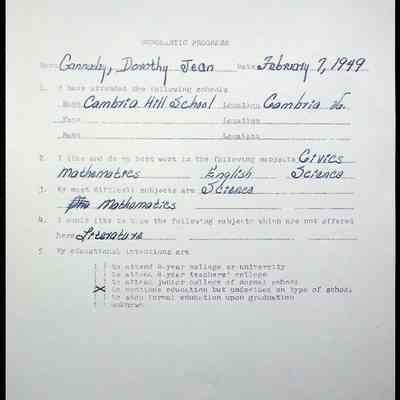 SCHOLASTIC PROGRESS
Name Cannaday, Dorothy Jean Date February 7, 1949
1. I have attended the following schools
Name Cambria Hill School Location Cambria Va.
Name Location
Name Location
2. I like and do my best work in the following subjects Civics
Mathematics English Science
3. My most difficult subjects are Science
Mathematics
4. I would like to take the following subjects which are not offered
here Literature
5. My educational intentions are
( ) to attend 4-year college or university
( ) to attend 4-year teachers' college
( ) to attend junior college or normal school
(X) to continue education but undecided on type of school
( ) to stop formal education upon graduation
( ) unknown